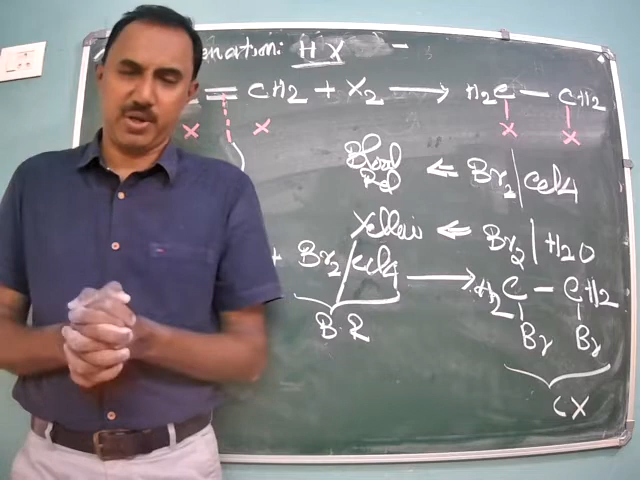 enation: HX -
= CH2 + X2 → H2C - CH2
X X X X
Blood Red ⇐ Br2 | CCl4
Yellow ⇐ Br2 | H2O
+ Br2/CCl4 → H2C - CH2
Br Br
B.R
CX